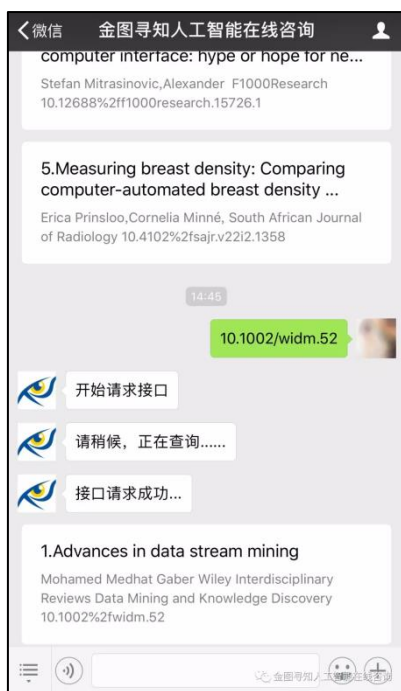 微信
金图寻知人工智能在线咨询
computer interface: hype or hope for ne...
Stefan Mitrasinovic,Alexander F1000Research
10.12688%2ff1000research.15726.1
5.Measuring breast density: Comparing
computer-automated breast density ...
Erica Prinsloo,Cornelia Minné, South African Journal
of Radiology 10.4102%2fsajr.v22i2.1358
14:45
10.1002/widm.52
开始请求接口
请稍候，正在查询......
接口请求成功...
1.Advances in data stream mining
Mohamed Medhat Gaber Wiley Interdisciplinary
Reviews Data Mining and Knowledge Discovery
10.1002%2fwidm.52
金图寻知人工智能在线咨询